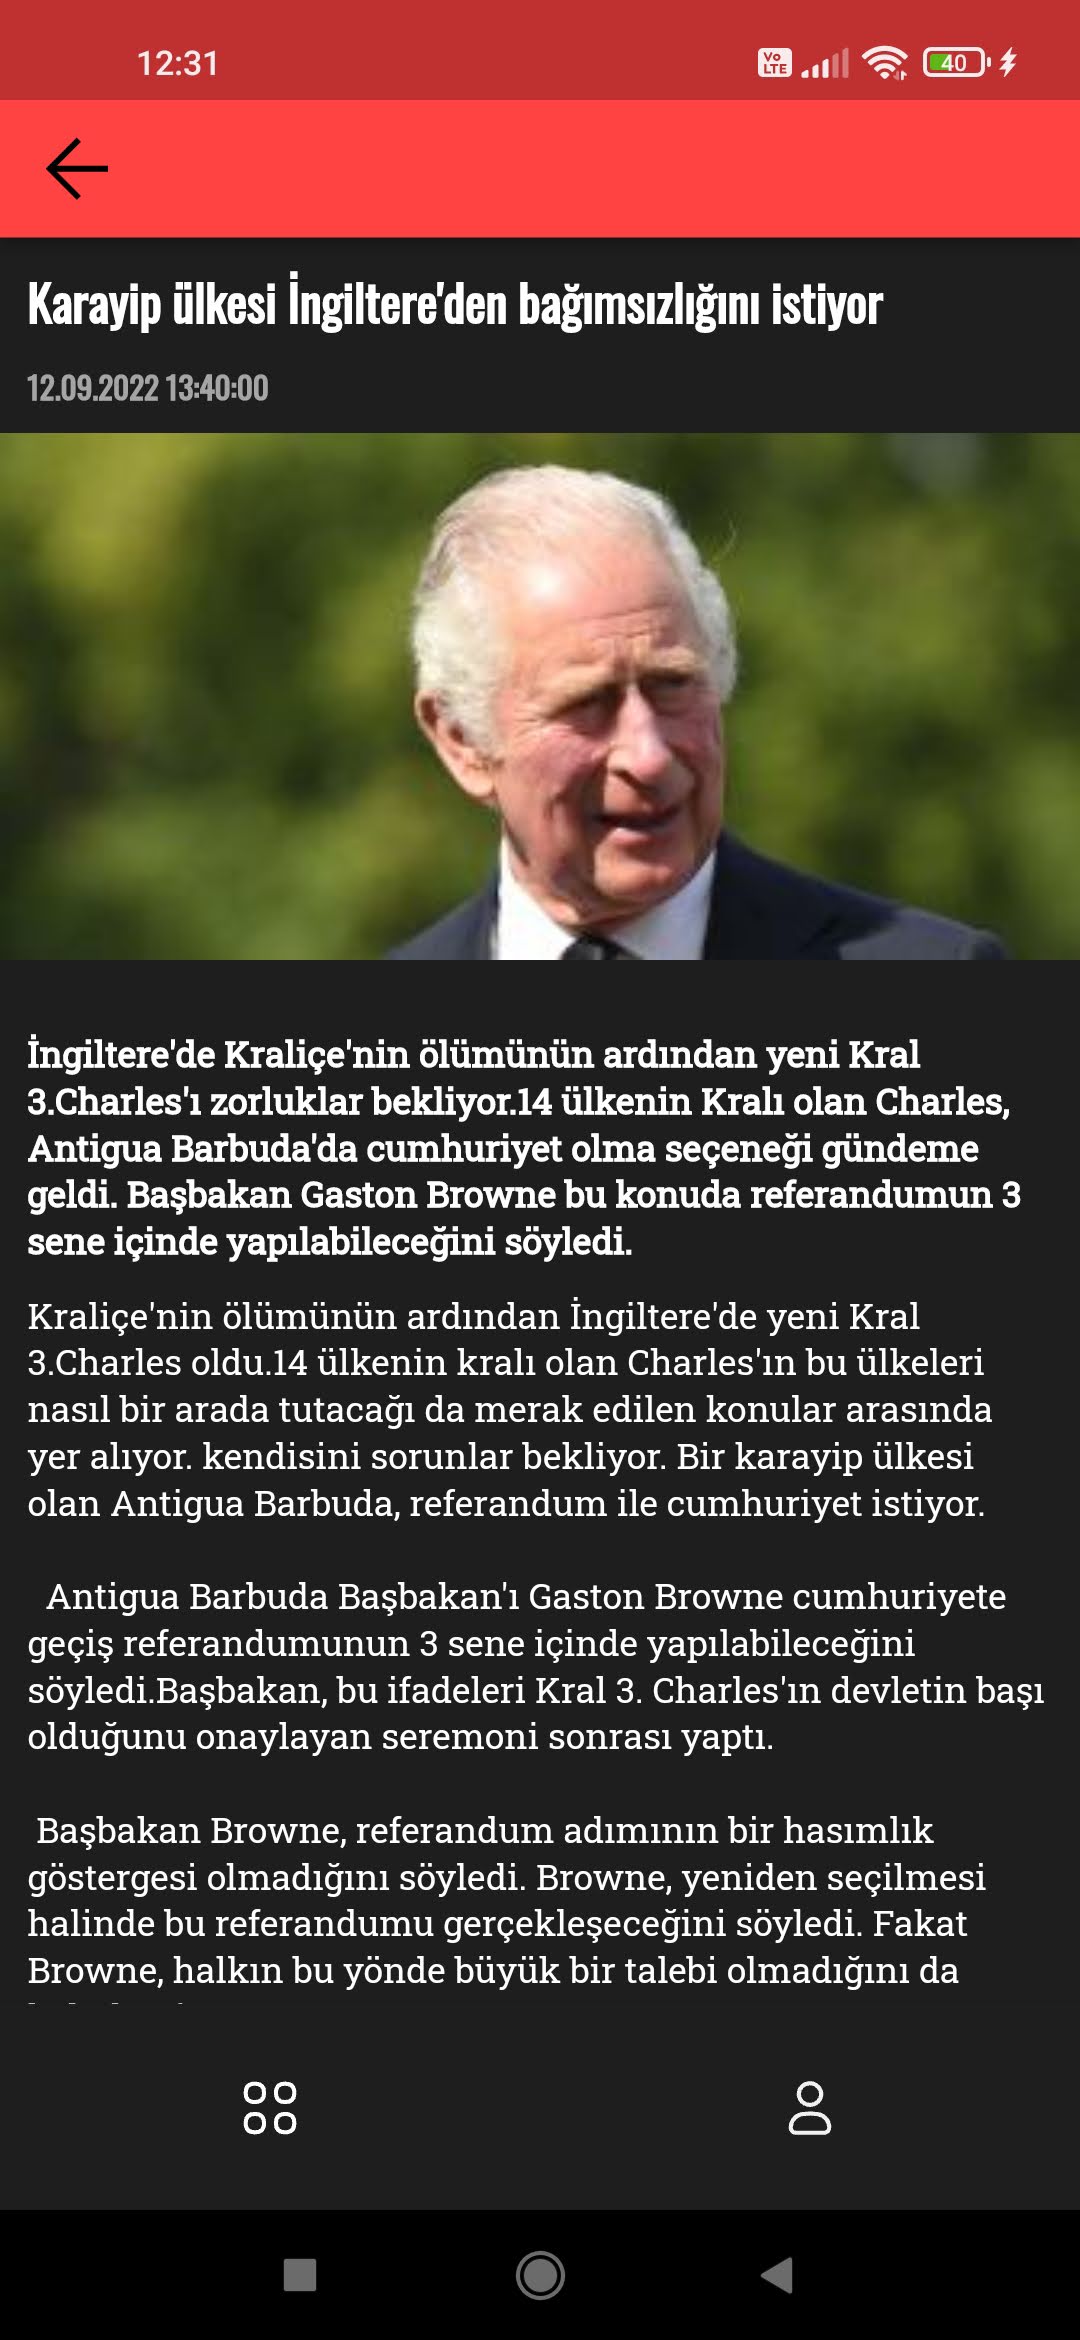 12:31
Vo
LTE
40
Karayip ülkesi İngiltere'den bağımsızlığını istiyor
12.09.2022 13:40:00
İngiltere'de Kraliçe'nin ölümünün ardından yeni Kral
3.Charles'ı zorluklar bekliyor.14 ülkenin Kralı olan Charles,
Antigua Barbuda'da cumhuriyet olma seçeneği gündeme
geldi. Başbakan Gaston Browne bu konuda referandumun 3
sene içinde yapılabileceğini söyledi.
Kraliçe'nin ölümünün ardından İngiltere'de yeni Kral
3.Charles oldu.14 ülkenin kralı olan Charles'ın bu ülkeleri
nasıl bir arada tutacağı da merak edilen konular arasında
yer alıyor. kendisini sorunlar bekliyor. Bir karayip ülkesi
olan Antigua Barbuda, referandum ile cumhuriyet istiyor.
Antigua Barbuda Başbakan'ı Gaston Browne cumhuriyete
geçiş referandumunun 3 sene içinde yapılabileceğini
söyledi.Başbakan, bu ifadeleri Kral 3. Charles'ın devletin başı
olduğunu onaylayan seremoni sonrası yaptı.
Başbakan Browne, referandum adımının bir hasımlık
göstergesi olmadığını söyledi. Browne, yeniden seçilmesi
halinde bu referandumu gerçekleşeceğini söyledi. Fakat
Browne, halkın bu yönde büyük bir talebi olmadığını da